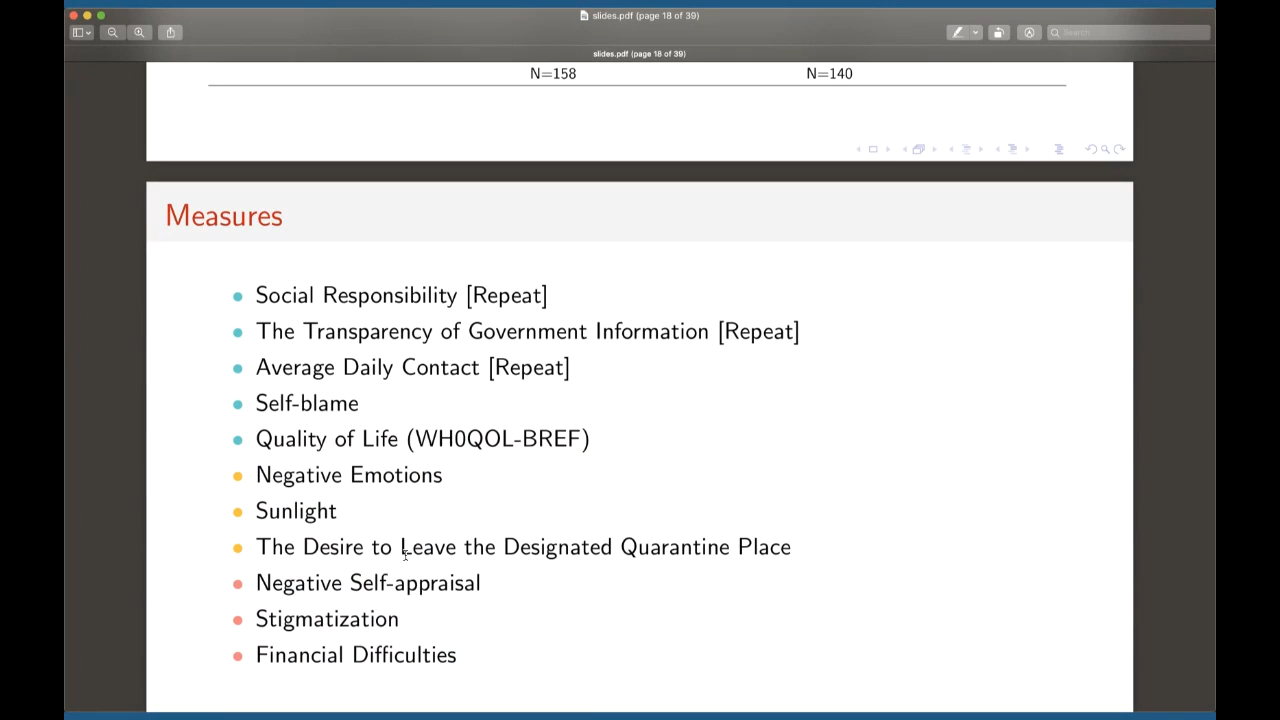 slides.pdf (page 18 of 39)
Search
slides.pdf (page 18 of 39)
N=158 N=140
Measures
Social Responsibility [Repeat]
The Transparency of Government Information [Repeat]
Average Daily Contact [Repeat]
Self-blame
Quality of Life (WH0QOL-BREF)
Negative Emotions
Sunlight
The Desire to Leave the Designated Quarantine Place
Negative Self-appraisal
Stigmatization
Financial Difficulties